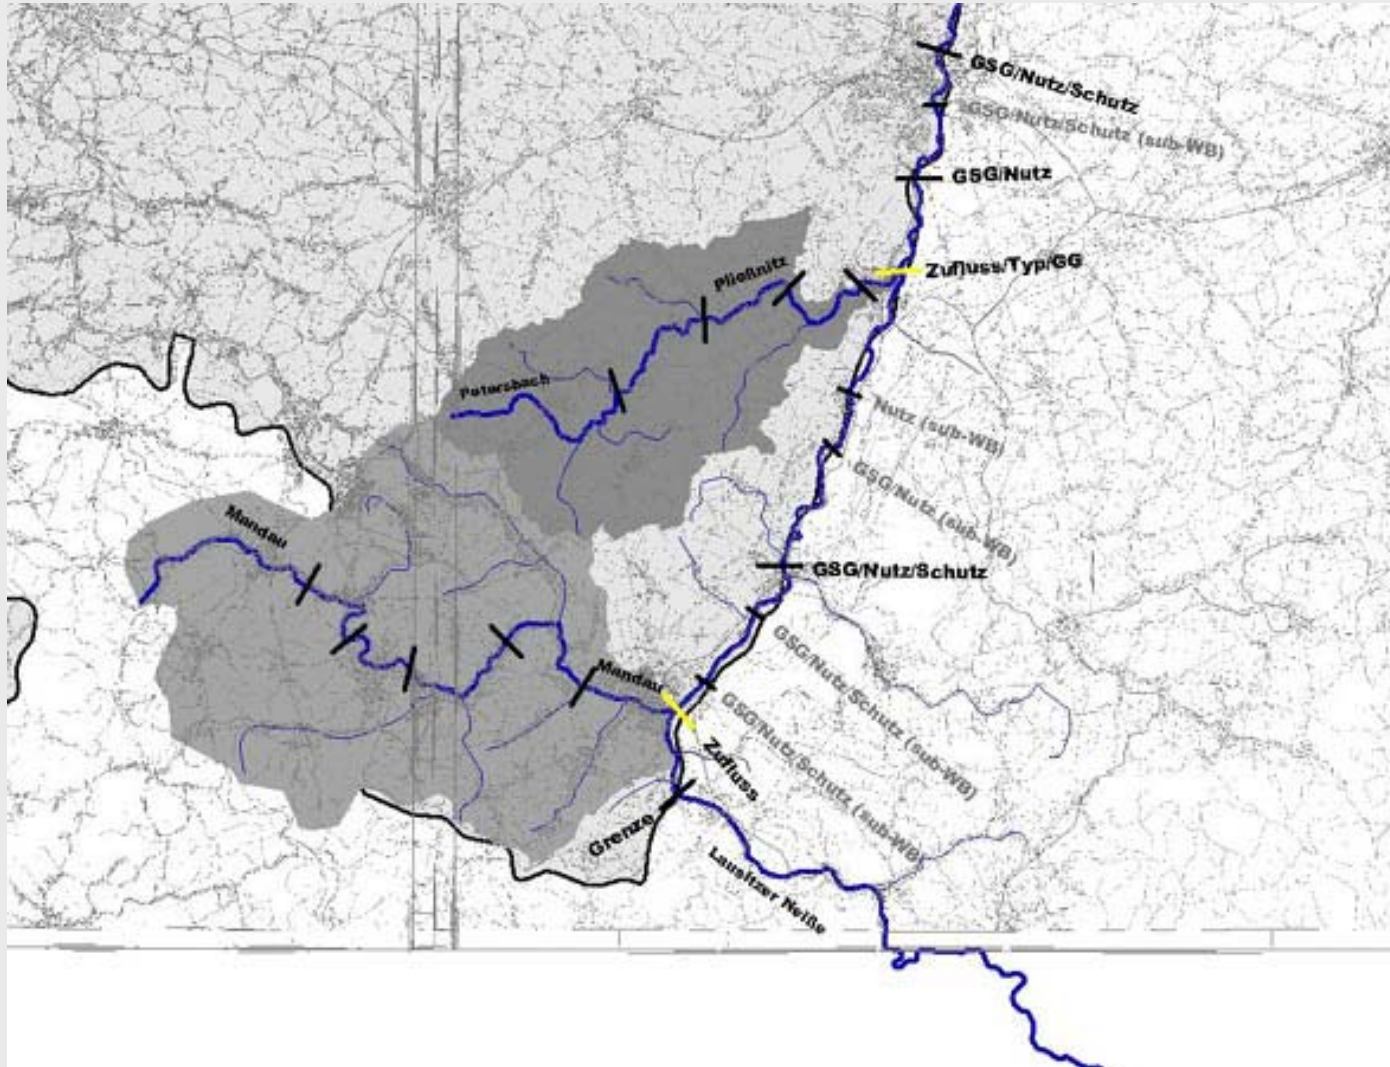 GSG/Nutz/Schutz
GSG/Nutz/Schutz (sub-WB)
GSG/Nutz
Zufluss/Typ/GG
Pließnitz
Petersbach
Nutz (sub-WB)
GSG/Nutz (sub-WB)
Mandau
GSG/Nutz/Schutz
GSG/Nutz/Schutz (sub-WB)
Mandau
GSG/Nutz/Schutz (sub-WB)
Zufluss
Grenze
Lausitzer Neiße